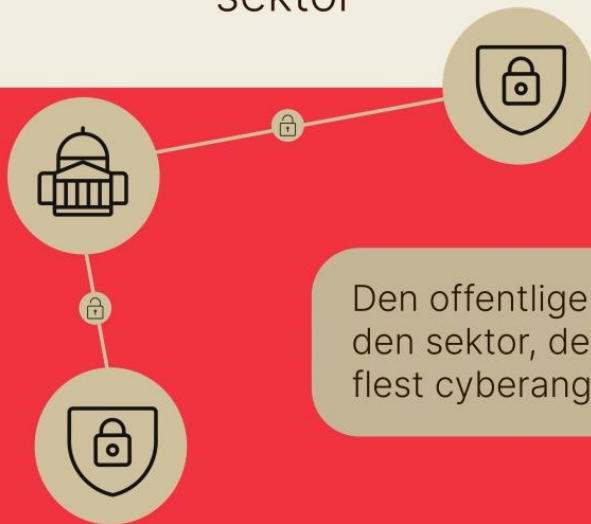 sektor
Den offentlige
den sektor, de
flest cyberang